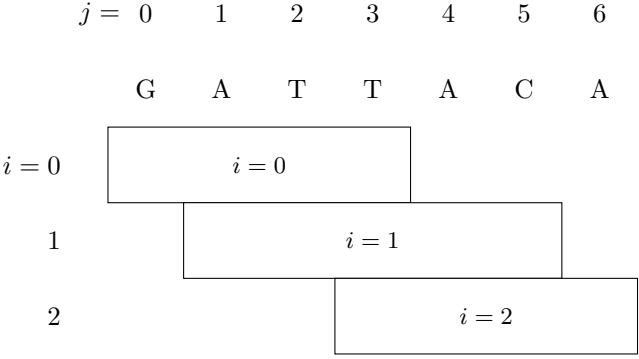 j = 0 1 2 3 4 5 6
G A T T A C A
i = 0 i = 0
1 i = 1
2 i = 2